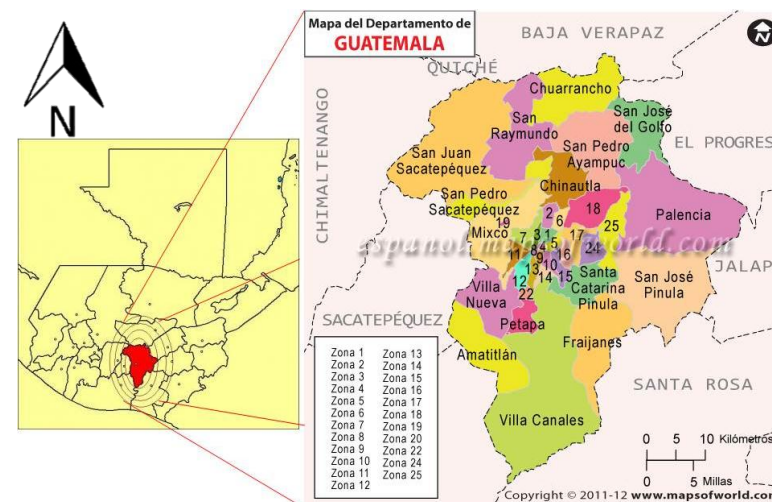 N
Mapa del Departamento de
GUATEMALA
N
BAJA VERAPAZ
QUICHÉ
CHIMALTENANGO
EL PROGRES
JALAP
SANTA ROSA
SACATEPÉQUEZ
Chuarrancho
San José
del Golfo
San
Raymundo
San Pedro
Ayampuc
San Juan
Sacatepéquez
Chinautla
San Pedro
Sacatepéquez
Palencia
Mixco
19
2
6
18
25
7
3
1
5
17
24
11
8
4
9
16
10
12
13
14
15
22
espanol.mapsofworld.com
Villa
Nueva
Santa
Catarina
Pinula
San José
Pinula
Petapa
Amatitlán
Fraijanes
Villa Canales
Zona 1
Zona 2
Zona 3
Zona 4
Zona 5
Zona 6
Zona 7
Zona 8
Zona 9
Zona 10
Zona 11
Zona 12
Zona 13
Zona 14
Zona 15
Zona 16
Zona 17
Zona 18
Zona 19
Zona 20
Zona 22
Zona 24
Zona 25
0 5 10 Kilómetros
0 5 Millas
Copyright © 2011-12 www.mapsofworld.com